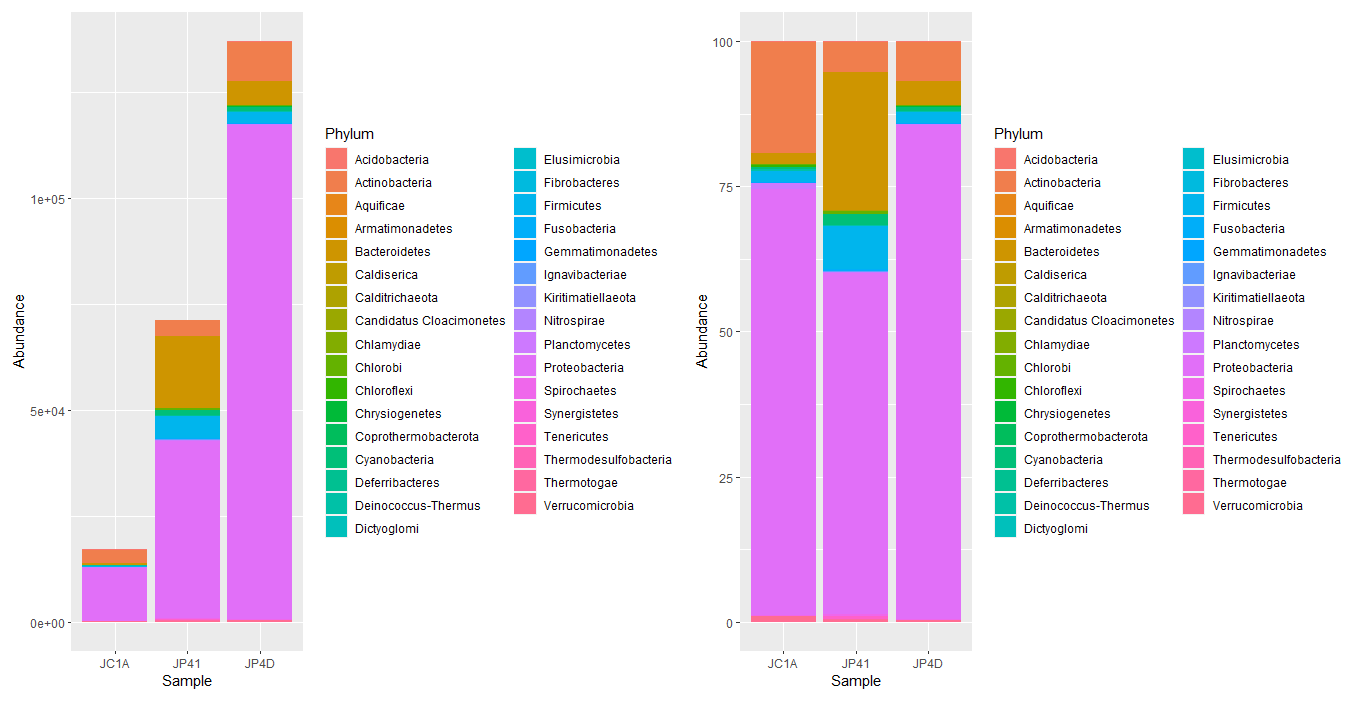 Abundance
1e+05
5e+04
0e+00
JC1A JP41 JP4D
Sample
Phylum
Acidobacteria
Actinobacteria
Aquificae
Armatimonadetes
Bacteroidetes
Caldiserica
Calditrichaeota
Candidatus Cloacimonetes
Chlamydiae
Chlorobi
Chloroflexi
Chrysiogenetes
Coprothermobacterota
Cyanobacteria
Deferribacteres
Deinococcus-Thermus
Dictyoglomi
Elusimicrobia
Fibrobacteres
Firmicutes
Fusobacteria
Gemmatimonadetes
Ignavibacteriae
Kiritimatiellaeota
Nitrospirae
Planctomycetes
Proteobacteria
Spirochaetes
Synergistetes
Tenericutes
Thermodesulfobacteria
Thermotogae
Verrucomicrobia
Abundance
100
75
50
25
0
JC1A JP41 JP4D
Sample
Phylum
Acidobacteria
Actinobacteria
Aquificae
Armatimonadetes
Bacteroidetes
Caldiserica
Calditrichaeota
Candidatus Cloacimonetes
Chlamydiae
Chlorobi
Chloroflexi
Chrysiogenetes
Coprothermobacterota
Cyanobacteria
Deferribacteres
Deinococcus-Thermus
Dictyoglomi
Elusimicrobia
Fibrobacteres
Firmicutes
Fusobacteria
Gemmatimonadetes
Ignavibacteriae
Kiritimatiellaeota
Nitrospirae
Planctomycetes
Proteobacteria
Spirochaetes
Synergistetes
Tenericutes
Thermodesulfobacteria
Thermotogae
Verrucomicrobia